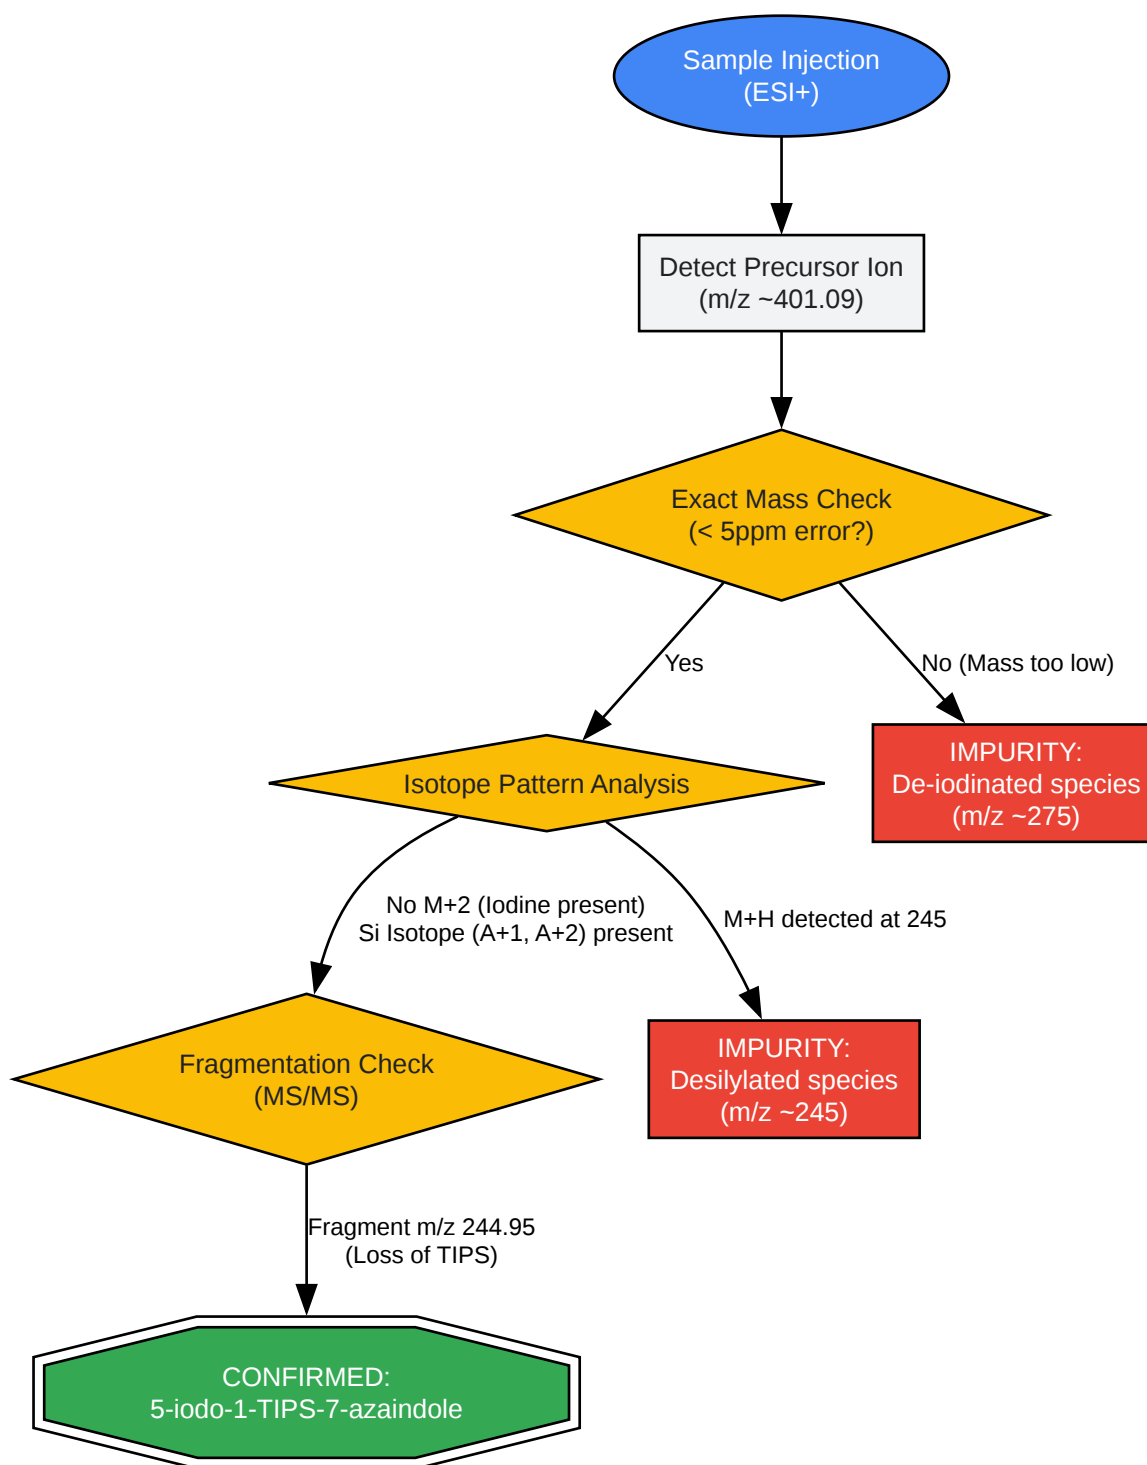 Sample Injection
(ESI+)
Detect Precursor Ion
(m/z ~401.09)
Exact Mass Check
(< 5ppm error?)
Yes
No (Mass too low)
IMPURITY:
De-iodinated species
(m/z ~275)
Isotope Pattern Analysis
No M+2 (Iodine present)
Si Isotope (A+1, A+2) present
M+H detected at 245
Fragmentation Check
(MS/MS)
IMPURITY:
Desilylated species
(m/z ~245)
Fragment m/z 244.95
(Loss of TIPS)
CONFIRMED:
5-iodo-1-TIPS-7-azaindole